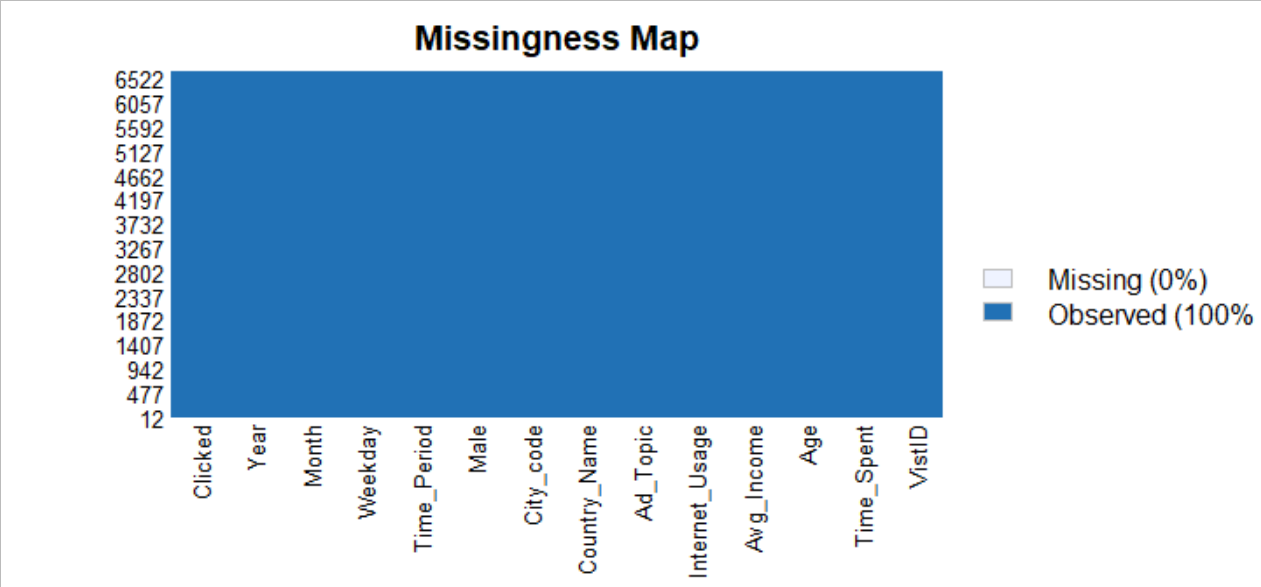 Missingness Map
6522
6057
5592
5127
4662
4197
3732
3267
2802
2337
1872
1407
942
477
12
Missing (0%)
Observed (100%
Clicked
Year
Month
Weekday
Time_Period
Male
City_code
Country_Name
Ad_Topic
Internet_Usage
Avg_Income
Age
Time_Spent
VistID